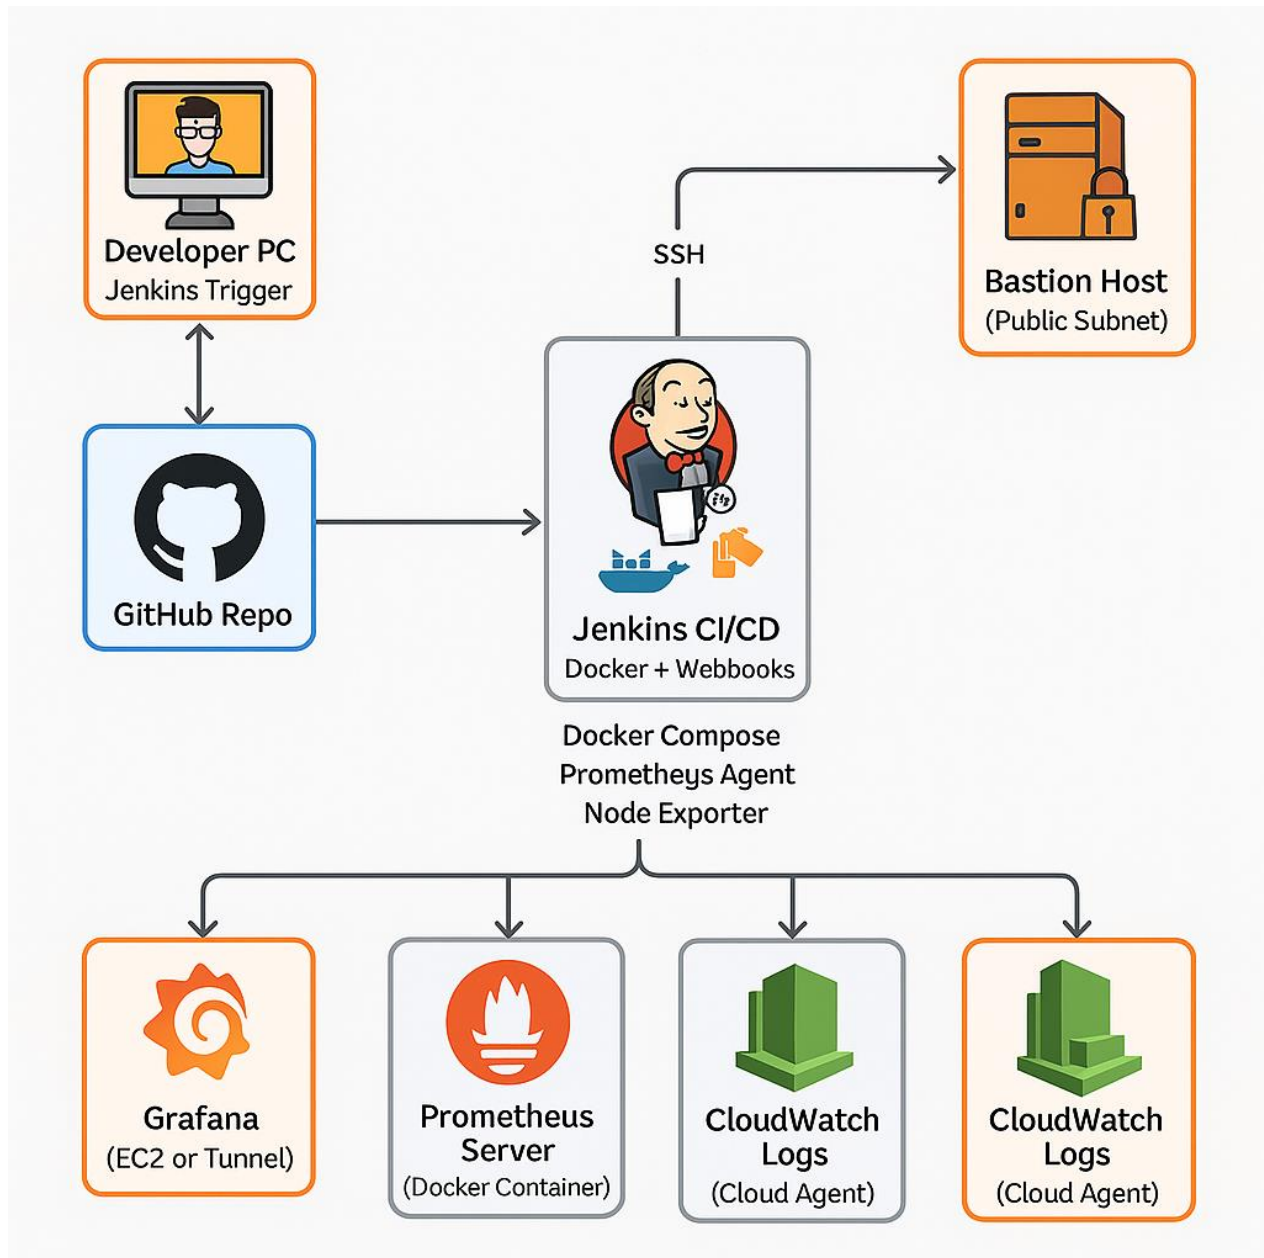 Developer PC
Jenkins Trigger
SSH
Bastion Host
(Public Subnet)
GitHub Repo
Jenkins CI/CD
Docker + Webbooks
Docker Compose
Prometheys Agent
Node Exporter
Grafana
(EC2 or Tunnel)
Prometheus
Server
(Docker Container)
CloudWatch
Logs
(Cloud Agent)
CloudWatch
Logs
(Cloud Agent)